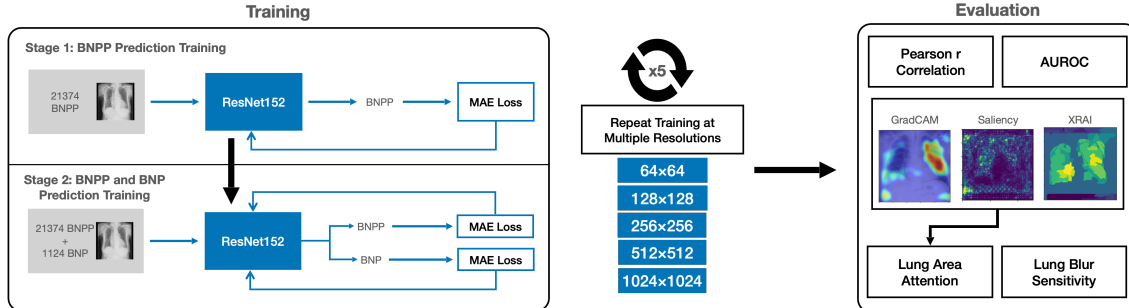 Training
Stage 1: BNPP Prediction Training
21374
BNPP
ResNet152
BNPP
MAE Loss
Stage 2: BNPP and BNP
Prediction Training
21374 BNPP
+
1124 BNP
ResNet152
BNPP
MAE Loss
BNP
MAE Loss
x5
Repeat Training at
Multiple Resolutions
64×64
128×128
256×256
512×512
1024×1024
Evaluation
Pearson r
Correlation
AUROC
GradCAM
Saliency
XRAI
Lung Area
Attention
Lung Blur
Sensitivity